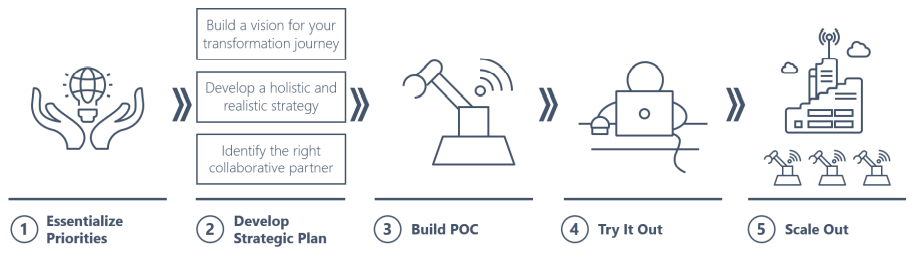 Build a vision for your
transformation journey
Develop a holistic and
realistic strategy
Identify the right
collaborative partner
1 Essentialize
Priorities
2 Develop
Strategic Plan
3 Build POC
4 Try It Out
5 Scale Out